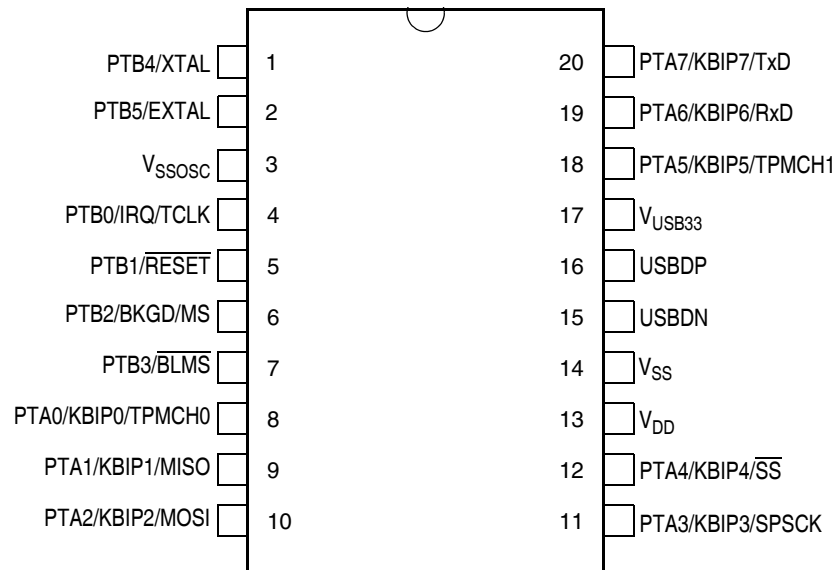 PTB4/XTAL 1 20 PTA7/KBIP7/TxD
PTB5/EXTAL 2 19 PTA6/KBIP6/RxD
VSSOSC 3 18 PTA5/KBIP5/TPMCH1
PTB0/IRQ/TCLK 4 17 VUSB33
PTB1/RESET 5 16 USBDP
PTB2/BKGD/MS 6 15 USBDN
PTB3/BLMS 7 14 VSS
PTA0/KBIP0/TPMCH0 8 13 VDD
PTA1/KBIP1/MISO 9 12 PTA4/KBIP4/SS
PTA2/KBIP2/MOSI 10 11 PTA3/KBIP3/SPSCK